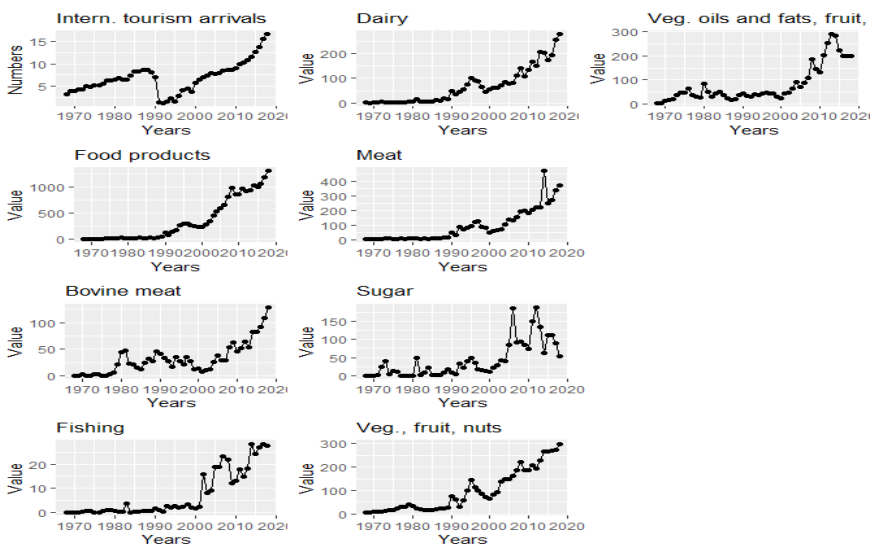 Intern. tourism arrivals
Numbers
15
10
5
1970 1980 1990 2000 2010 2020
Years
Dairy
Value
200
100
0
1970 1980 1990 2000 2010 2020
Years
Veg. oils and fats, fruit,
Value
300
200
100
0
1970 1980 1990 2000 2010 2020
Years
Food products
Value
1000
500
0
1970 1980 1990 2000 2010 2020
Years
Meat
Value
400
300
200
100
0
1970 1980 1990 2000 2010 2020
Years
Bovine meat
Value
100
50
0
1970 1980 1990 2000 2010 2020
Years
Sugar
Value
150
100
50
0
1970 1980 1990 2000 2010 2020
Years
Fishing
Value
20
10
0
1970 1980 1990 2000 2010 202
Years
Veg., fruit, nuts
Value
300
200
100
0
1970 1980 1990 2000 2010 2020
Years